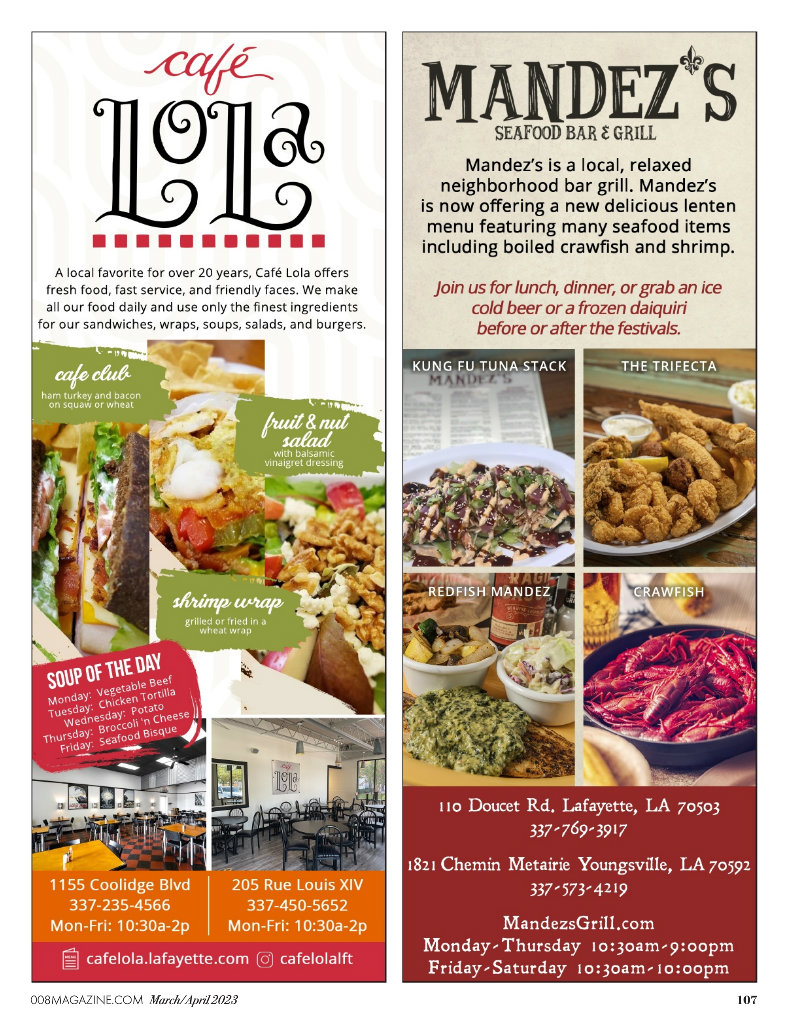 café
LOLA
A local favorite for over 20 years, Café Lola offers
fresh food, fast service, and friendly faces. We make
all our food daily and use only the finest ingredients
for our sandwiches, wraps, soups, salads, and burgers.
cafe club
ham turkey and bacon
on squaw or wheat
fruit & nut
salad
with balsamic
vinaigret dressing
shrimp wrap
grilled or fried in a
wheat wrap
SOUP OF THE DAY
Monday: Vegetable Beef
Tuesday: Chicken Tortilla
Wednesday: Potato
Thursday: Broccoli 'n Cheese
Friday: Seafood Bisque
café
LOLA
1155 Coolidge Blvd
337-235-4566
Mon-Fri: 10:30a-2p
205 Rue Louis XIV
337-450-5652
Mon-Fri: 10:30a-2p
MENU
cafelola.lafayette.com
cafelolalft
MANDEZ'S
SEAFOOD BAR & GRILL
Mandez's is a local, relaxed
neighborhood bar grill. Mandez's
is now offering a new delicious lenten
menu featuring many seafood items
including boiled crawfish and shrimp.
Join us for lunch, dinner, or grab an ice
cold beer or a frozen daiquiri
before or after the festivals.
KUNG FU TUNA STACK
MANDEZ'S
THE TRIFECTA
REDFISH MANDEZ
CRAWFISH
110 Doucet Rd. Lafayette, LA 70503
337-769-3917
1821 Chemin Metairie Youngsville, LA 70592
337-573-4219
MandezsGrill.com
Monday-Thursday 10:30am-9:00pm
Friday-Saturday 10:30am-10:00pm
008MAGAZINE.COM March/April 2023
107